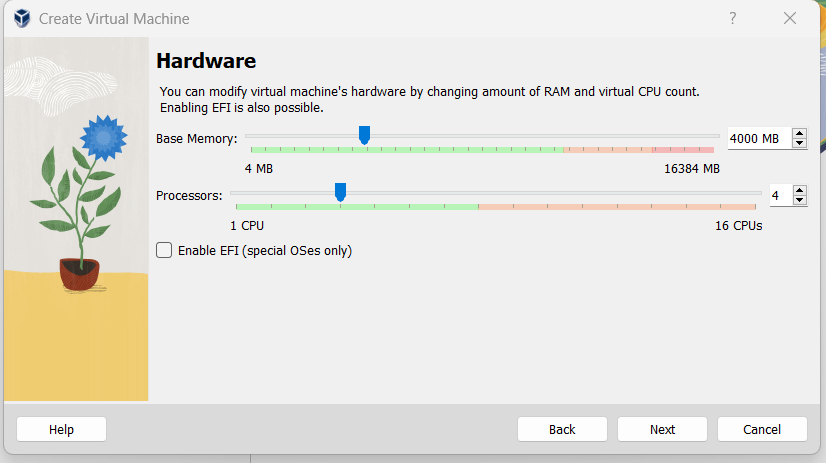 Create Virtual Machine
Hardware
You can modify virtual machine's hardware by changing amount of RAM and virtual CPU count.
Enabling EFI is also possible.
Base Memory: 4000 MB
4 MB 16384 MB
Processors: 4
1 CPU 16 CPUs
Enable EFI (special OSes only)
Help Back Next Cancel